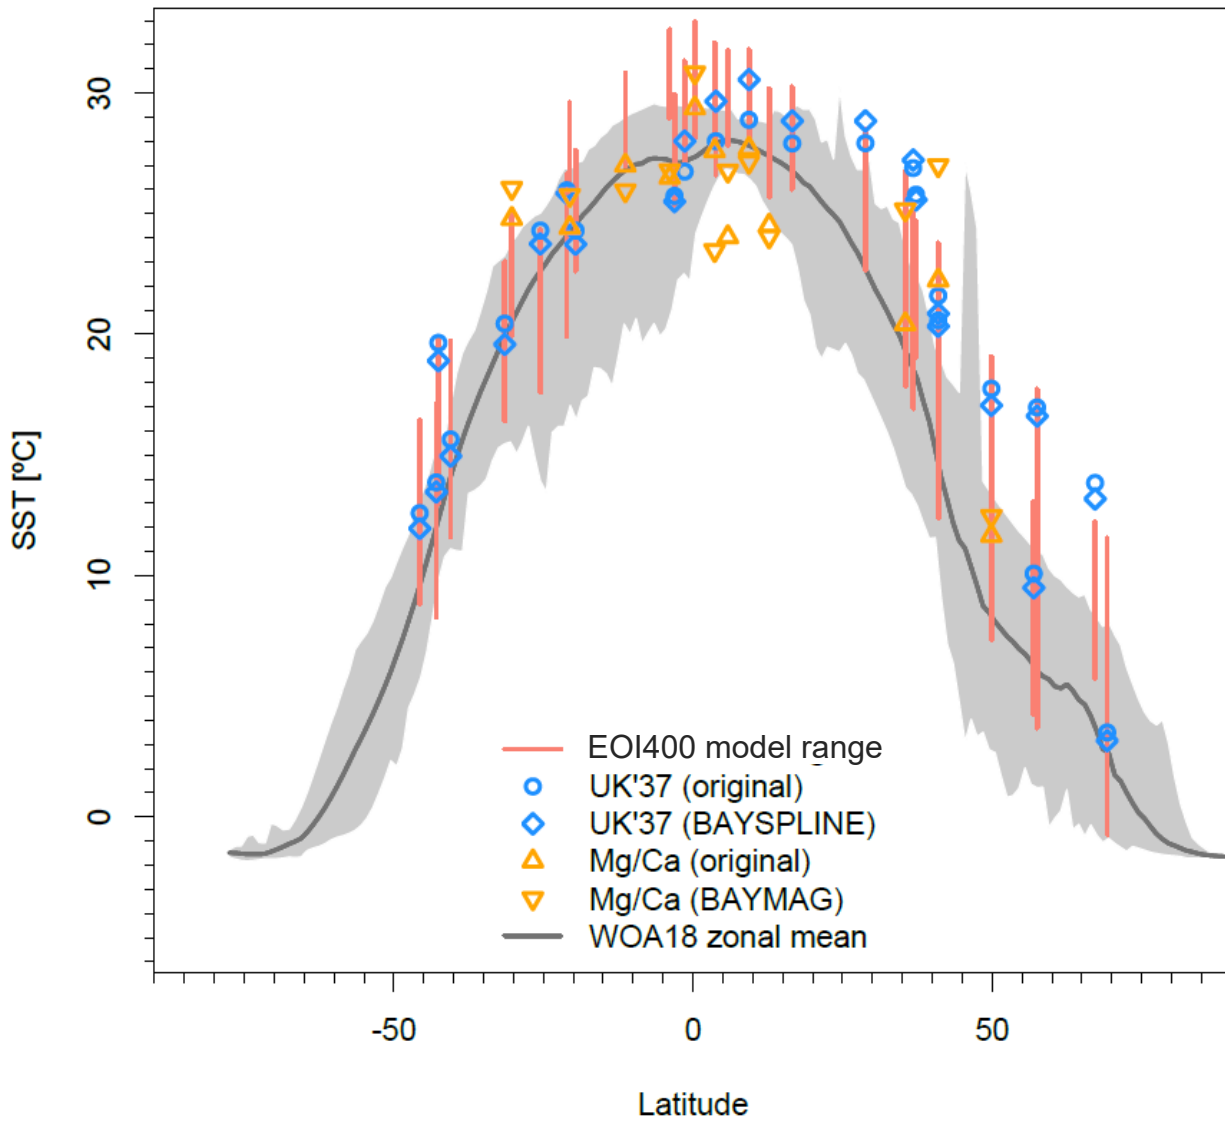 30
20
10
0
SST [ºC]
EOI400 model range
UK'37 (original)
UK'37 (BAYSPLINE)
Mg/Ca (original)
Mg/Ca (BAYMAG)
WOA18 zonal mean
-50 0 50
Latitude